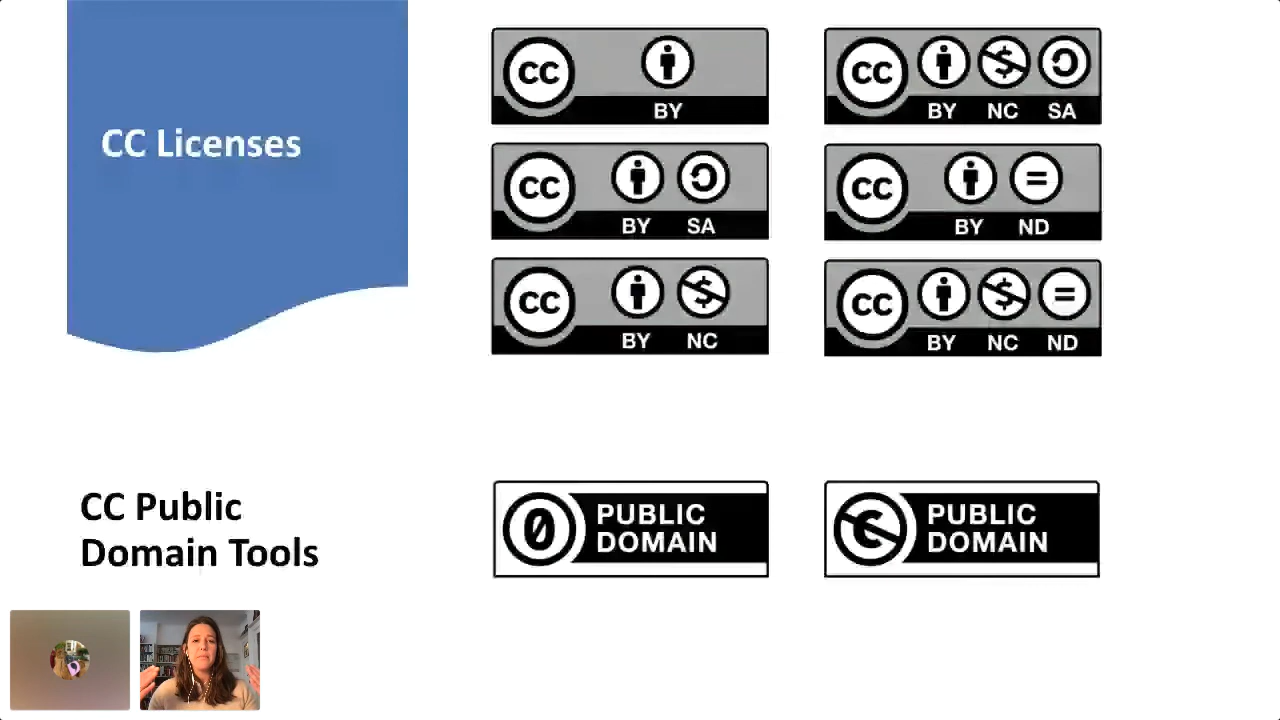 CC Licenses
CC
BY
CC
BY NC SA
CC
BY SA
CC
BY ND
CC
BY NC
CC
BY NC ND
CC Public
Domain Tools
0
PUBLIC
DOMAIN
C
PUBLIC
DOMAIN